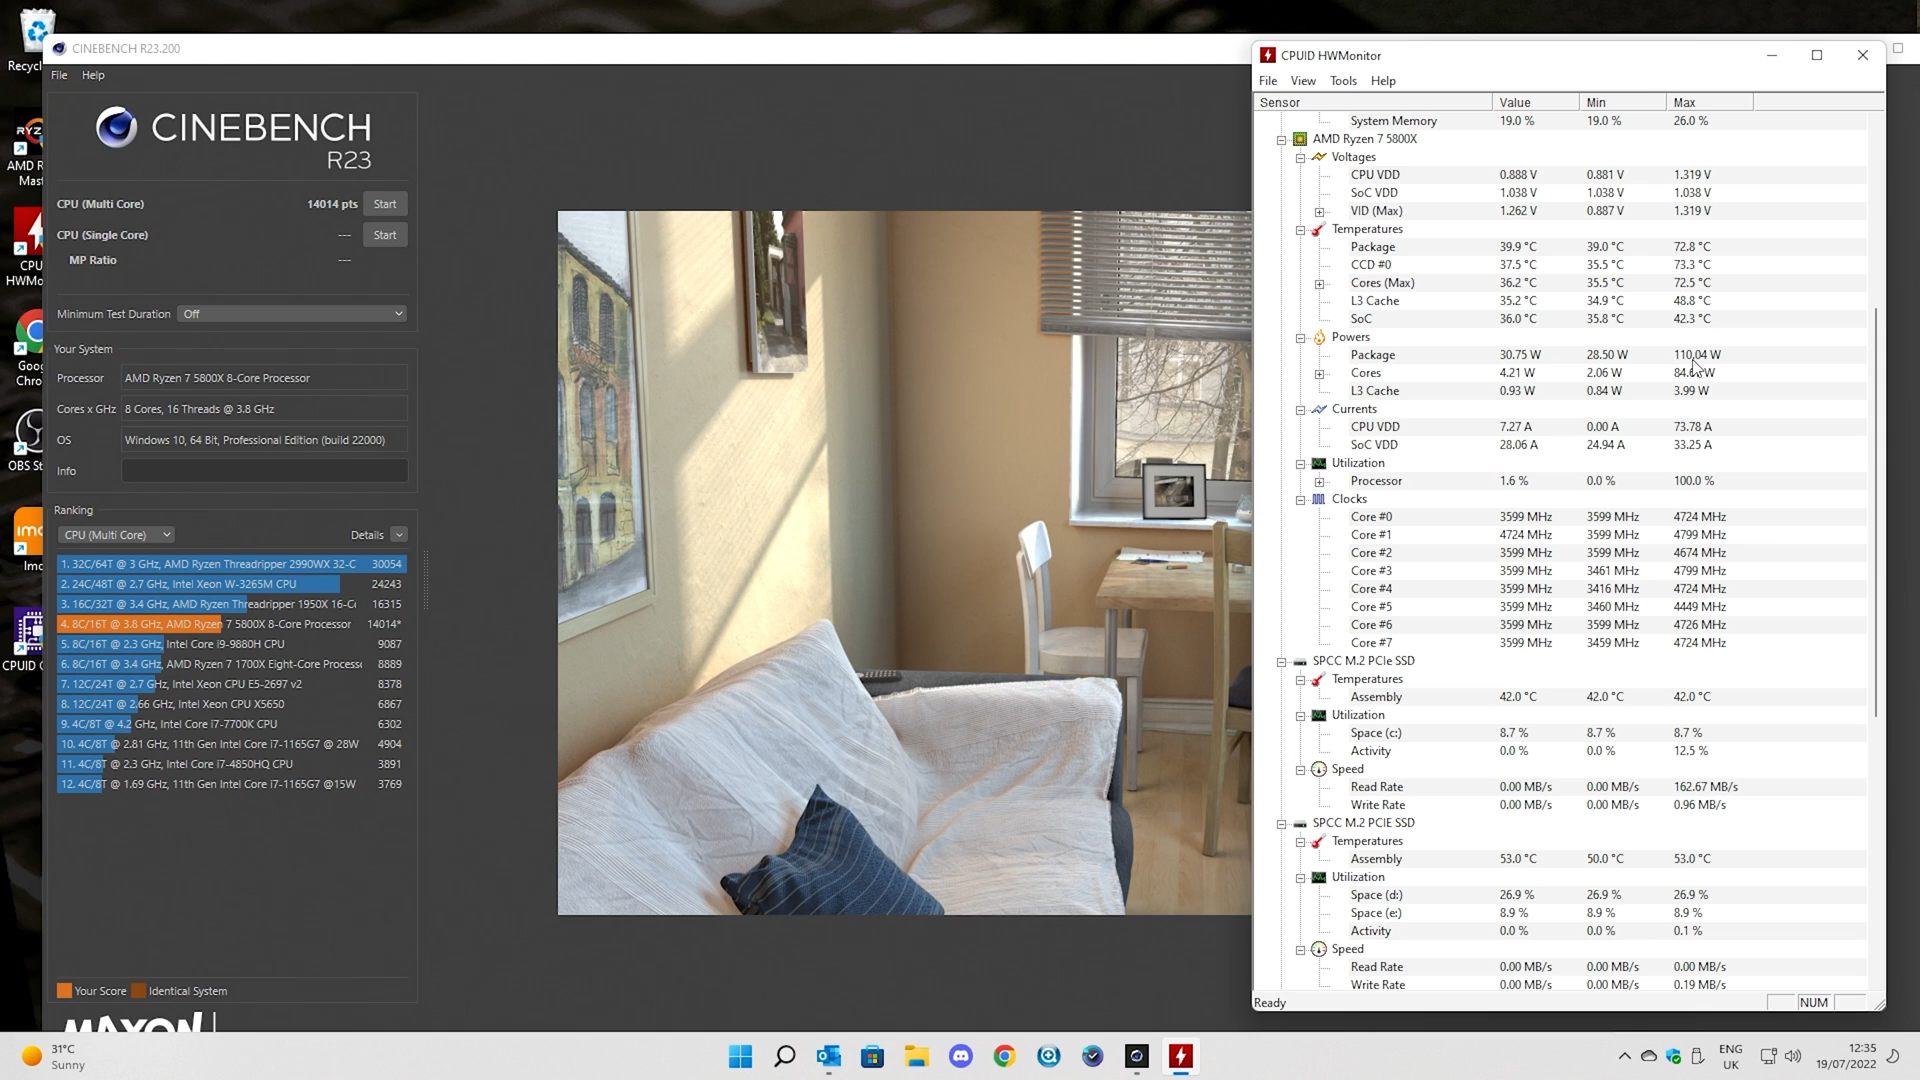 Recycl
CINEBENCH R23.200
File Help
CINEBENCH
R23
CPU (Multi Core) 14014 pts Start
CPU (Single Core) --- Start
MP Ratio ---
Minimum Test Duration Off
Your System
Processor AMD Ryzen 7 5800X 8-Core Processor
Cores x GHz 8 Cores, 16 Threads @ 3.8 GHz
OS Windows 10, 64 Bit, Professional Edition (build 22000)
Info
Ranking
CPU (Multi Core) Details
1. 32C/64T @ 3 GHz, AMD Ryzen Threadripper 2990WX 32-C 30054
2. 24C/48T @ 2.7 GHz, Intel Xeon W-3265M CPU 24243
3. 16C/32T @ 3.4 GHz, AMD Ryzen Threadripper 1950X 16-Co 16315
4. 8C/16T @ 3.8 GHz, AMD Ryzen 7 5800X 8-Core Processor 14014*
5. 8C/16T @ 2.3 GHz, Intel Core i9-9880H CPU 9087
6. 8C/16T @ 3.4 GHz, AMD Ryzen 7 1700X Eight-Core Processo 8889
7. 12C/24T @ 2.7 GHz, Intel Xeon CPU E5-2697 v2 8378
8. 12C/24T @ 2.66 GHz, Intel Xeon CPU X5650 6867
9. 4C/8T @ 4.2 GHz, Intel Core i7-7700K CPU 6302
10. 4C/8T @ 2.81 GHz, 11th Gen Intel Core i7-1165G7 @ 28W 4904
11. 4C/8T @ 2.3 GHz, Intel Core i7-4850HQ CPU 3891
12. 4C/8T @ 1.69 GHz, 11th Gen Intel Core i7-1165G7 @15W 3769
Your Score Identical System
MAXON
RYZ
AMD R
Mast
CPU
HWMo
Goog
Chro
OBS St
imo
Imo
CPUID C
CPUID HWMonitor
File View Tools Help
Sensor Value Min Max
System Memory 19.0 % 19.0 % 26.0 %
AMD Ryzen 7 5800X
Voltages
CPU VDD 0.888 V 0.881 V 1.319 V
SoC VDD 1.038 V 1.038 V 1.038 V
VID (Max) 1.262 V 0.887 V 1.319 V
Temperatures
Package 39.9 °C 39.0 °C 72.8 °C
CCD #0 37.5 °C 35.5 °C 73.3 °C
Cores (Max) 36.2 °C 35.5 °C 72.5 °C
L3 Cache 35.2 °C 34.9 °C 48.8 °C
SoC 36.0 °C 35.8 °C 42.3 °C
Powers
Package 30.75 W 28.50 W 110.04 W
Cores 4.21 W 2.06 W W
L3 Cache 0.93 W 0.84 W 3.99 W
Currents
CPU VDD 7.27 A 0.00 A 73.78 A
SoC VDD 28.06 A 24.94 A 33.25 A
Utilization
Processor 1.6 % 0.0 % 100.0 %
Clocks
Core #0 3599 MHz 3599 MHz 4724 MHz
Core #1 4724 MHz 3599 MHz 4799 MHz
Core #2 3599 MHz 3599 MHz 4674 MHz
Core #3 3599 MHz 3461 MHz 4799 MHz
Core #4 3599 MHz 3416 MHz 4724 MHz
Core #5 3599 MHz 3460 MHz 4449 MHz
Core #6 3599 MHz 3599 MHz 4726 MHz
Core #7 3599 MHz 3459 MHz 4724 MHz
SPCC M.2 PCIe SSD
Temperatures
Assembly 42.0 °C 42.0 °C 42.0 °C
Utilization
Space (c:) 8.7 % 8.7 % 8.7 %
Activity 0.0 % 0.0 % 12.5 %
Speed
Read Rate 0.00 MB/s 0.00 MB/s 162.67 MB/s
Write Rate 0.00 MB/s 0.00 MB/s 0.96 MB/s
SPCC M.2 PCIE SSD
Temperatures
Assembly 53.0 °C 50.0 °C 53.0 °C
Utilization
Space (d:) 26.9 % 26.9 % 26.9 %
Space (e:) 8.9 % 8.9 % 8.9 %
Activity 0.0 % 0.0 % 0.1 %
Speed
Read Rate 0.00 MB/s 0.00 MB/s 0.00 MB/s
Write Rate 0.00 MB/s 0.00 MB/s 0.19 MB/s
Ready NUM
31°C
Sunny
ENG
UK
12:35
19/07/2022